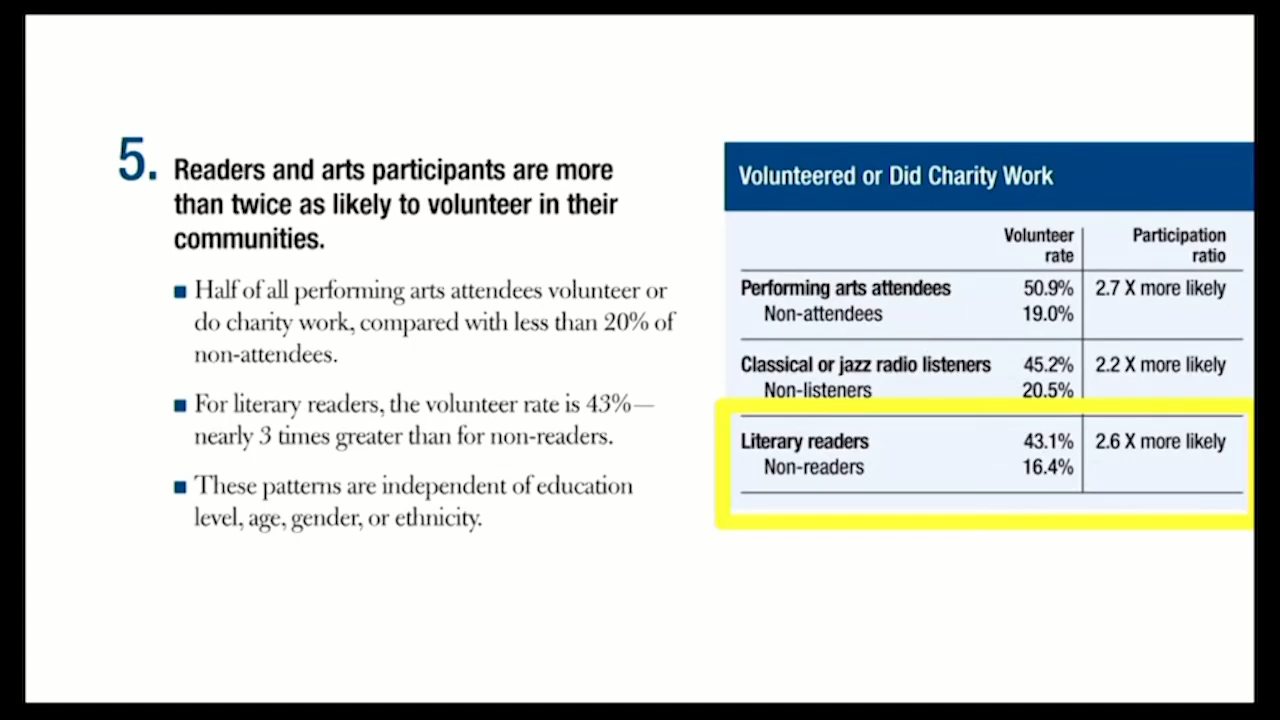 5. Readers and arts participants are more
than twice as likely to volunteer in their
communities.
■ Half of all performing arts attendees volunteer or
do charity work, compared with less than 20% of
non-attendees.
■ For literary readers, the volunteer rate is 43%—
nearly 3 times greater than for non-readers.
■ These patterns are independent of education
level, age, gender, or ethnicity.
Volunteered or Did Charity Work
Volunteer Participation
rate ratio
Performing arts attendees 50.9% 2.7 X more likely
Non-attendees 19.0%
Classical or jazz radio listeners 45.2% 2.2 X more likely
Non-listeners 20.5%
Literary readers 43.1% 2.6 X more likely
Non-readers 16.4%